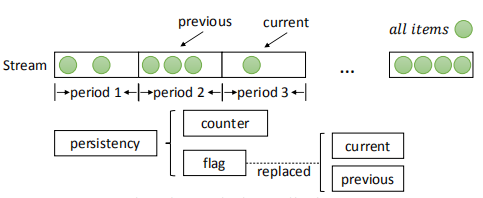 previous
current
all items
Stream
...
period 1
period 2
period 3
persistency
counter
flag
replaced
current
previous